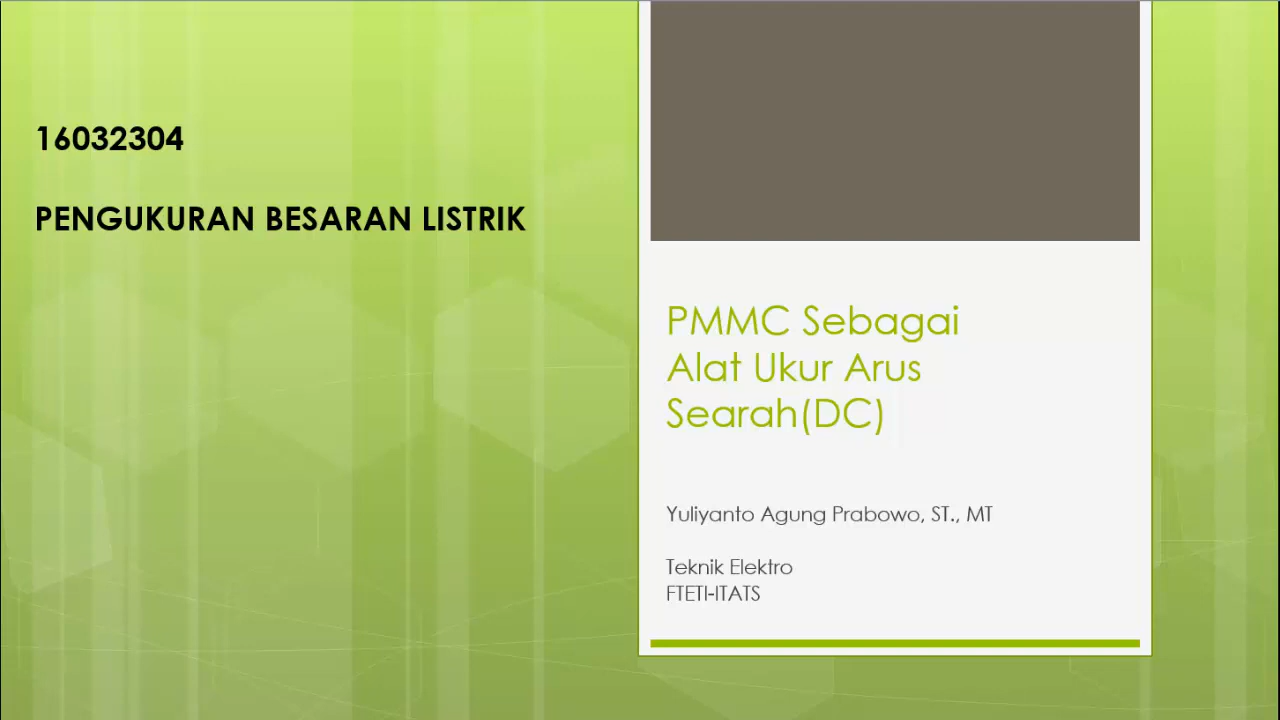 16032304
PENGUKURAN BESARAN LISTRIK
PMMC Sebagai
Alat Ukur Arus
Searah(DC)
Yuliyanto Agung Prabowo, ST., MT
Teknik Elektro
FTETI-ITATS